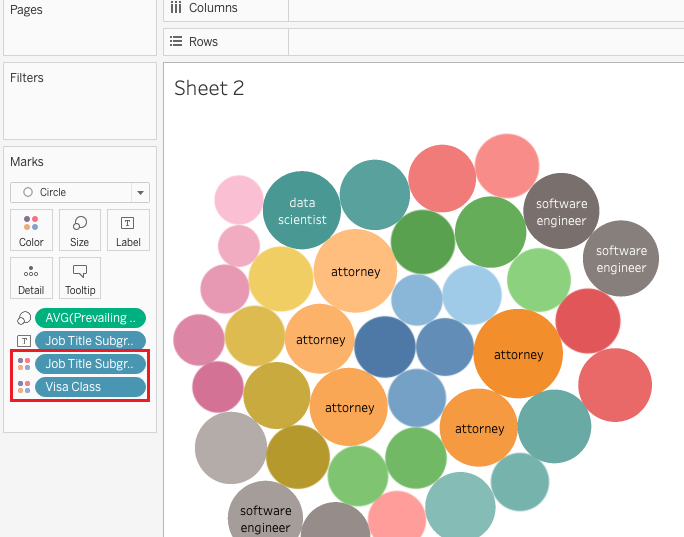 Pages
Columns
Rows
Filters
Sheet 2
Marks
Circle
Color
Size
Label
Detail
Tooltip
AVG(Prevailing..
Job Title Subgr..
Job Title Subgr..
Visa Class
data
scientist
software
engineer
software
engineer
attorney
attorney
attorney
attorney
attorney
software
engineer